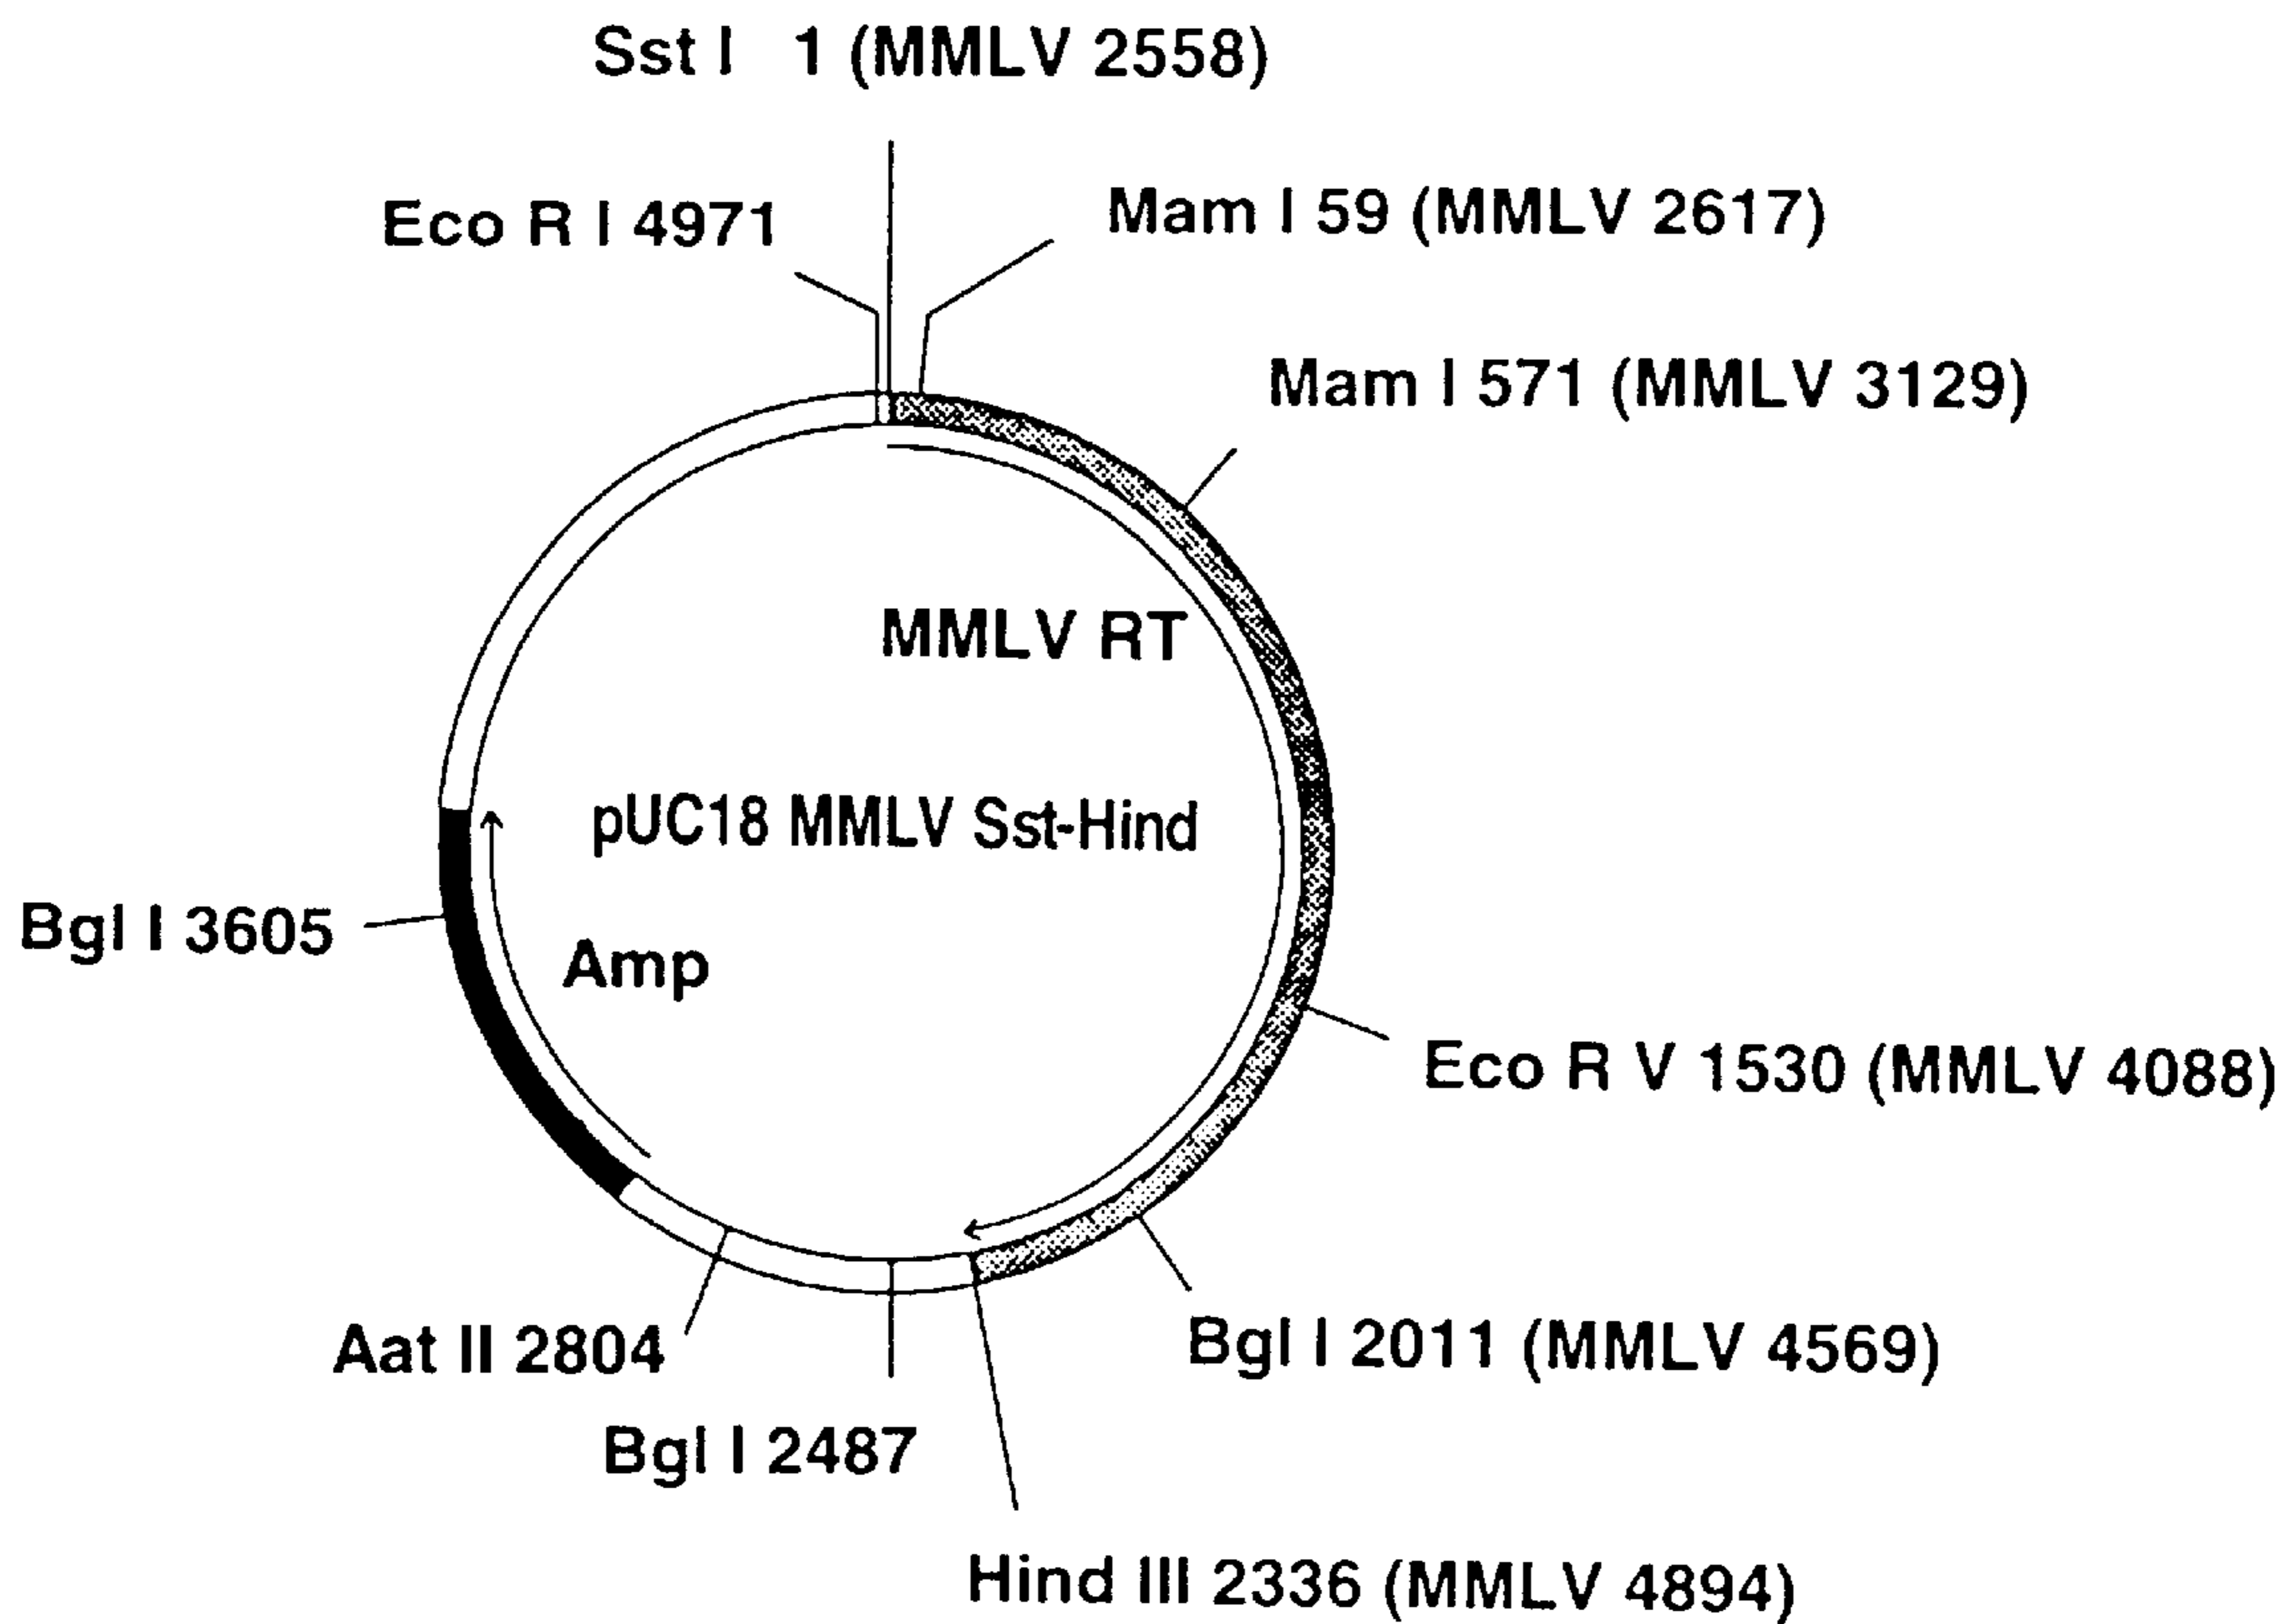 Sst I 1 (MMLV 2558)
Eco R I 4971
Mam I 59 (MMLV 2617)
Mam I 571 (MMLV 3129)
MMLV RT
pUC18 MMLV Sst-Hind
Bgl I 3605
Amp
Eco R V 1530 (MMLV 4088)
Aat II 2804
Bgl I 2011 (MMLV 4569)
Bgl I 2487
Hind III 2336 (MMLV 4894)